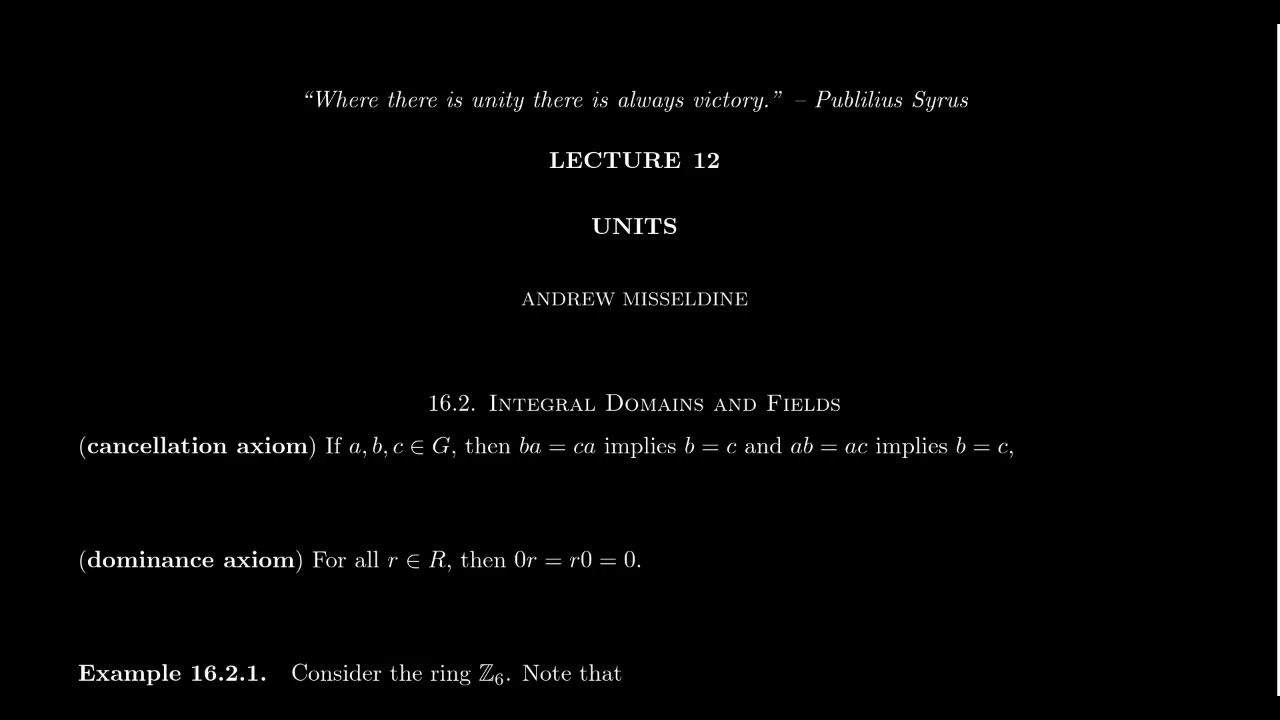 “Where there is unity there is always victory.” – Publilius Syrus
LECTURE 12
UNITS
ANDREW MISSELDINE
16.2. Integral Domains and Fields
(cancellation axiom) If a, b, c ∈ G, then ba = ca implies b = c and ab = ac implies b = c,
(dominance axiom) For all r ∈ R, then 0r = r0 = 0.
Example 16.2.1. Consider the ring ℤ₆. Note that